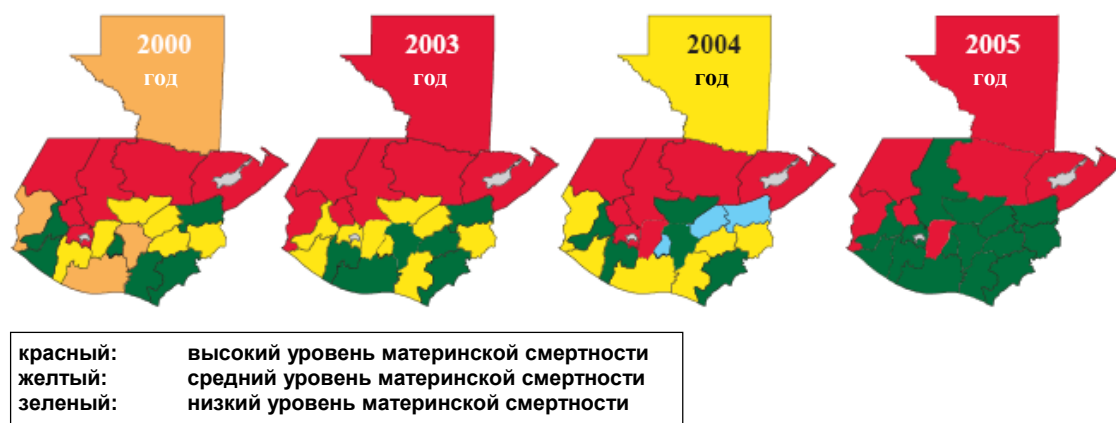 2000
год
2003
год
2004
год
2005
год
красный: высокий уровень материнской смертности
желтый: средний уровень материнской смертности
зеленый: низкий уровень материнской смертности